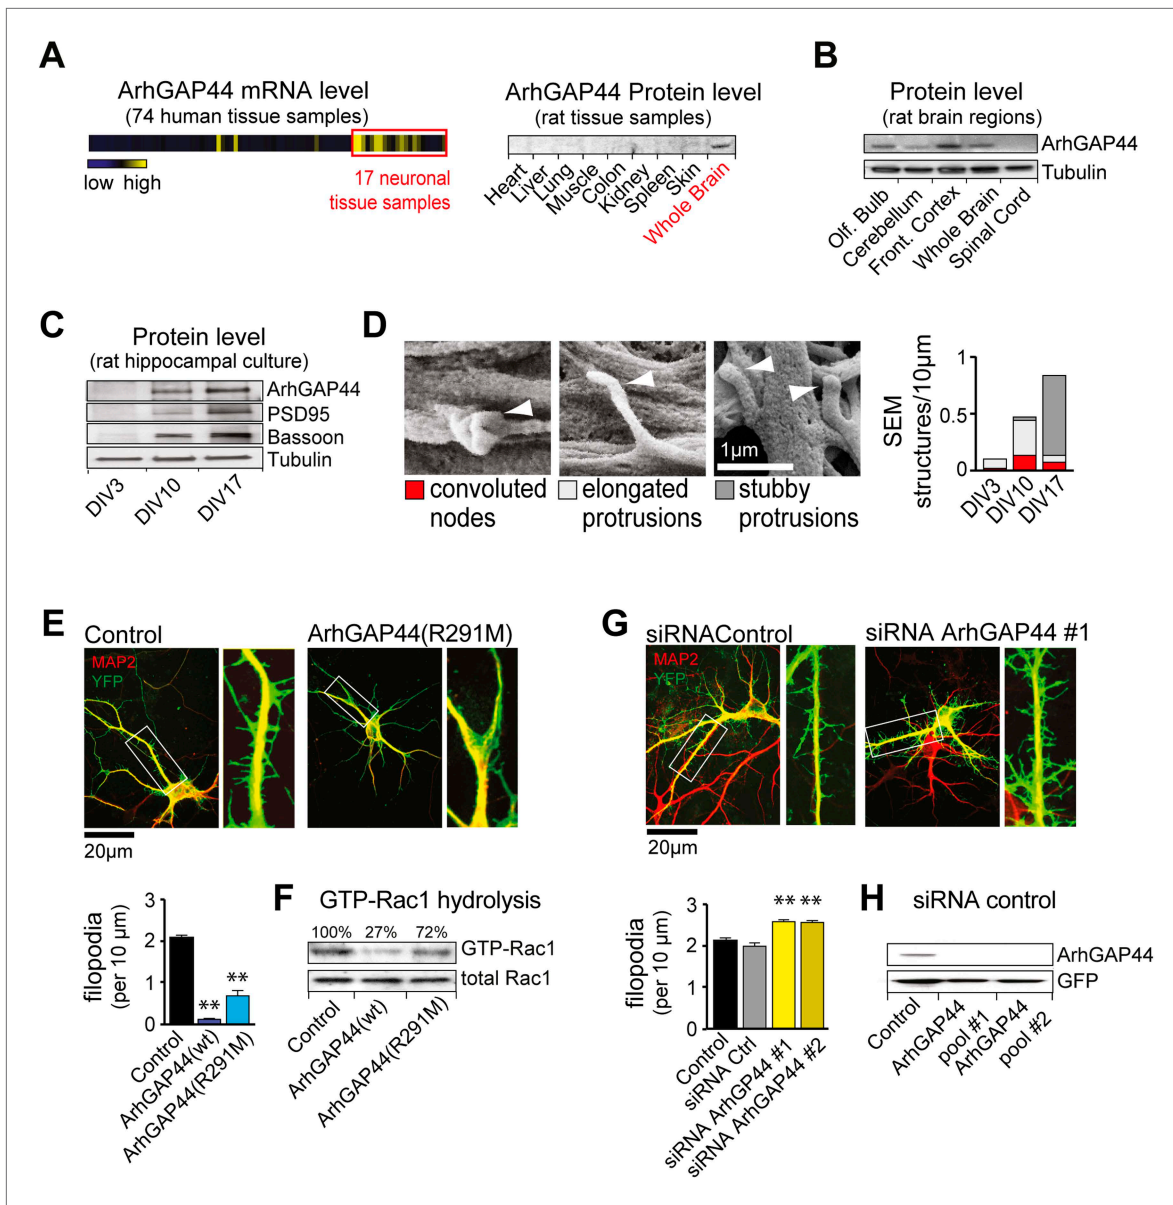 A
ArhGAP44 mRNA level
(74 human tissue samples)
low high
17 neuronal
tissue samples
ArhGAP44 Protein level
(rat tissue samples)
Heart
Liver
Lung
Muscle
Colon
Kidney
Spleen
Skin
Whole Brain
B
Protein level
(rat brain regions)
ArhGAP44
Tubulin
Olf. Bulb
Cerebellum
Front. Cortex
Whole Brain
Spinal Cord
C
Protein level
(rat hippocampal culture)
ArhGAP44
PSD95
Bassoon
Tubulin
DIV3
DIV10
DIV17
D
1µm
convoluted
nodes
elongated
protrusions
stubby
protrusions
SEM
structures/10µm
1
0.5
0
DIV3
DIV10
DIV17
E
Control
MAP2
YFP
20µm
ArhGAP44(R291M)
filopodia
(per 10 µm)
3
2
1
0
**
**
Control
ArhGAP44(wt)
ArhGAP44(R291M)
F
GTP-Rac1 hydrolysis
100% 27% 72%
GTP-Rac1
total Rac1
Control
ArhGAP44(wt)
ArhGAP44(R291M)
G
siRNAControl
MAP2
YFP
20µm
siRNA ArhGAP44 #1
filopodia
(per 10 µm)
3
2
1
0
** **
Control
siRNA Ctrl
siRNA ArhGP44 #1
siRNA ArhGAP44 #2
H
siRNA control
ArhGAP44
GFP
Control
ArhGAP44
pool #1
ArhGAP44
pool #2